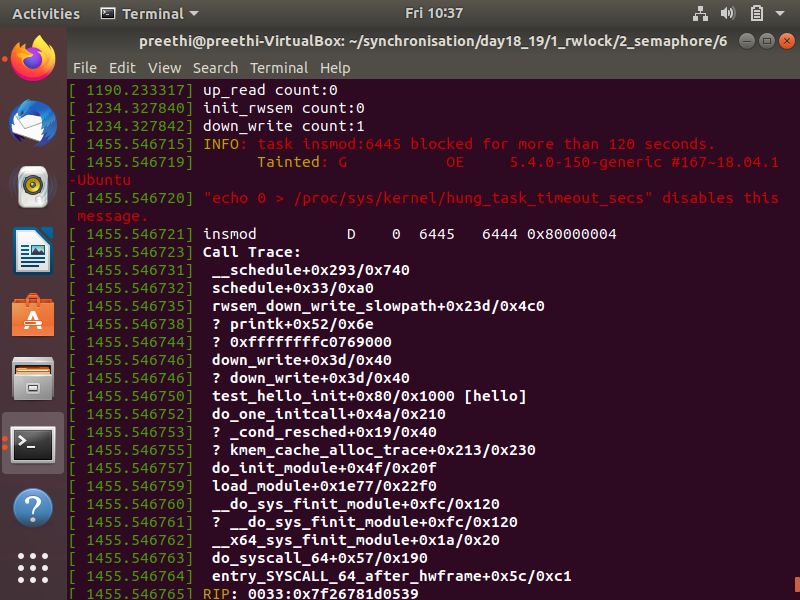 Activities Terminal Fri 10:37
preethi@preethi-VirtualBox: ~/synchronisation/day18_19/1_rwlock/2_semaphore/6
File Edit View Search Terminal Help
[ 1190.233317] up_read count:0
[ 1234.327840] init_rwsem count:0
[ 1234.327842] down_write count:1
[ 1455.546715] INFO: task insmod:6445 blocked for more than 120 seconds.
[ 1455.546719]       Tainted: G           OE     5.4.0-150-generic #167~18.04.1
-Ubuntu
[ 1455.546720] "echo 0 > /proc/sys/kernel/hung_task_timeout_secs" disables this
 message.
[ 1455.546721] insmod          D    0  6445   6444 0x80000004
[ 1455.546723] Call Trace:
[ 1455.546731]  __schedule+0x293/0x740
[ 1455.546732]  schedule+0x33/0xa0
[ 1455.546735]  rwsem_down_write_slowpath+0x23d/0x4c0
[ 1455.546738]  ? printk+0x52/0x6e
[ 1455.546744]  ? 0xffffffffc0769000
[ 1455.546746]  down_write+0x3d/0x40
[ 1455.546746]  ? down_write+0x3d/0x40
[ 1455.546750]  test_hello_init+0x80/0x1000 [hello]
[ 1455.546752]  do_one_initcall+0x4a/0x210
[ 1455.546753]  ? _cond_resched+0x19/0x40
[ 1455.546755]  ? kmem_cache_alloc_trace+0x213/0x230
[ 1455.546757]  do_init_module+0x4f/0x20f
[ 1455.546759]  load_module+0x1e77/0x22f0
[ 1455.546760]  __do_sys_finit_module+0xfc/0x120
[ 1455.546761]  ? __do_sys_finit_module+0xfc/0x120
[ 1455.546762]  __x64_sys_finit_module+0x1a/0x20
[ 1455.546763]  do_syscall_64+0x57/0x190
[ 1455.546764]  entry_SYSCALL_64_after_hwframe+0x5c/0xc1
[ 1455.546765] RIP: 0033:0x7f26781d0539